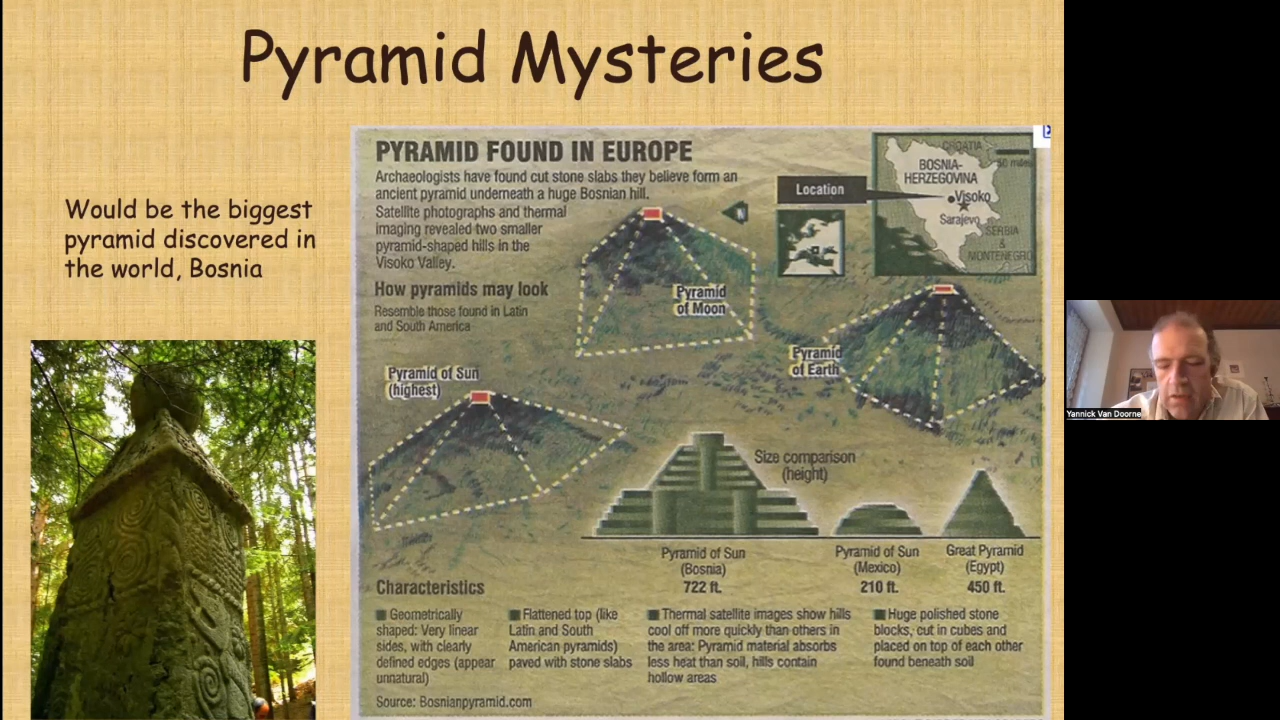 Pyramid Mysteries
Would be the biggest
pyramid discovered in
the world, Bosnia
PYRAMID FOUND IN EUROPE
Archaeologists have found cut stone slabs they believe form an
ancient pyramid underneath a huge Bosnian hill.
Satellite photographs and thermal
imaging revealed two smaller
pyramid-shaped hills in the
Visoko Valley.
How pyramids may look
Resemble those found in Latin
and South America
Location
N
CROATIA
50 miles
BOSNIA-
HERZEGOVINA
Visoko
Sarajevo
SERBIA
&
MONTENEGRO
Pyramid
of Moon
Pyramid
of Earth
Pyramid of Sun
(highest)
Size comparison
(height)
Pyramid of Sun
(Bosnia)
722 ft.
Pyramid of Sun
(Mexico)
210 ft.
Great Pyramid
(Egypt)
450 ft.
Characteristics
Geometrically
shaped: Very linear
sides, with clearly
defined edges (appear
unnatural)
Flattened top (like
Latin and South
American pyramids)
paved with stone slabs
Thermal satellite images show hills
cool off more quickly than others in
the area: Pyramid material absorbs
less heat than soil, hills contain
hollow areas
Huge polished stone
blocks, cut in cubes and
placed on top of each other
found beneath soil
Source: Bosnianpyramid.com
Yannick Van Doorne